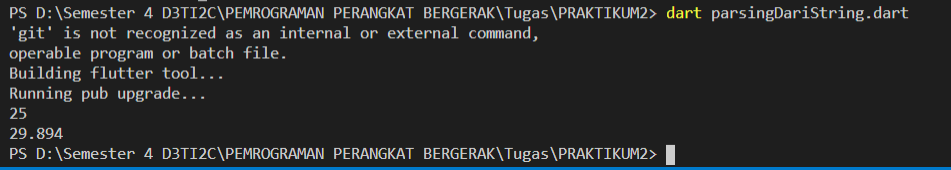 PS D:\Semester 4 D3TI2C\PEMROGRAMAN PERANGKAT BERGERAK\Tugas\PRAKTIKUM2> dart parsingDariString.dart
'git' is not recognized as an internal or external command,
operable program or batch file.
Building flutter tool...
Running pub upgrade...
25
29.894
PS D:\Semester 4 D3TI2C\PEMROGRAMAN PERANGKAT BERGERAK\Tugas\PRAKTIKUM2>